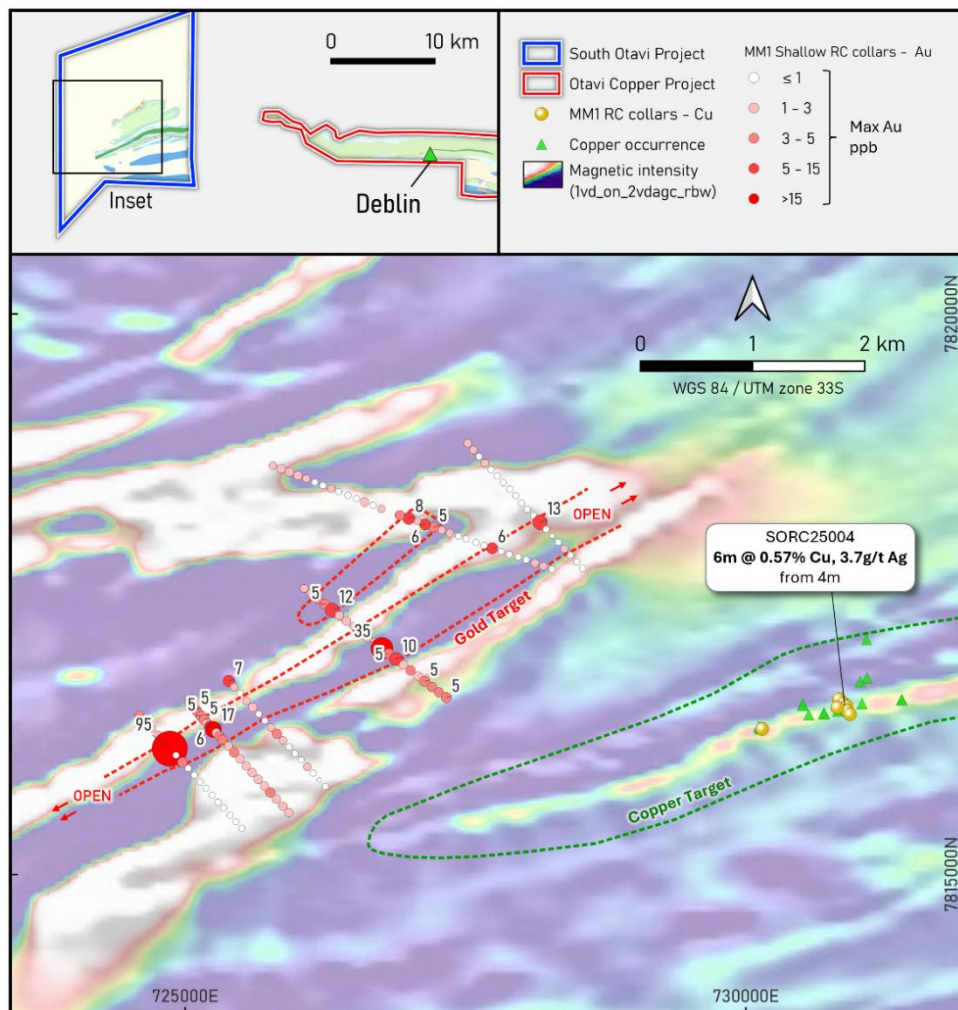 0 10 km
Inset
Deblin
South Otavi Project
Otavi Copper Project
MM1 RC collars - Cu
Copper occurrence
Magnetic intensity
(1vd_on_2vdagc_rbw)
MM1 Shallow RC collars - Au
≤ 1
1 - 3
3 - 5
5 - 15
>15
Max Au
ppb
7820000N
0 1 2 km
WGS 84 / UTM zone 33S
8
5
6
13
OPEN
6
SORC25004
6m @ 0.57% Cu, 3.7g/t Ag
from 4m
5
12
35
Gold Target
5
10
5
5
7
5
5
5
17
95
6
OPEN
Copper Target
7815000N
725000E
730000E